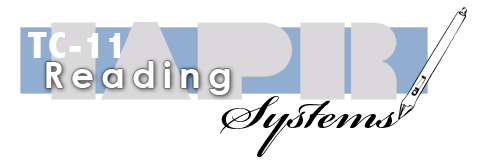 IAPR
TC-11
Reading
Systems